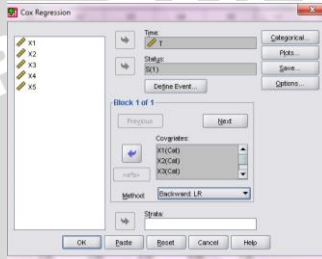 Cox Regression
X1
X2
X3
X4
X5
Time:
T
Status:
S(1)
Define Event...
Block 1 of 1
Previous
Next
Covariates:
>a*b>
X1(Cat)
X2(Cat)
X3(Cat)
Method:
Backward: LR
Strata:
Categorical...
Plots...
Save...
Options...
OK
Paste
Reset
Cancel
Help